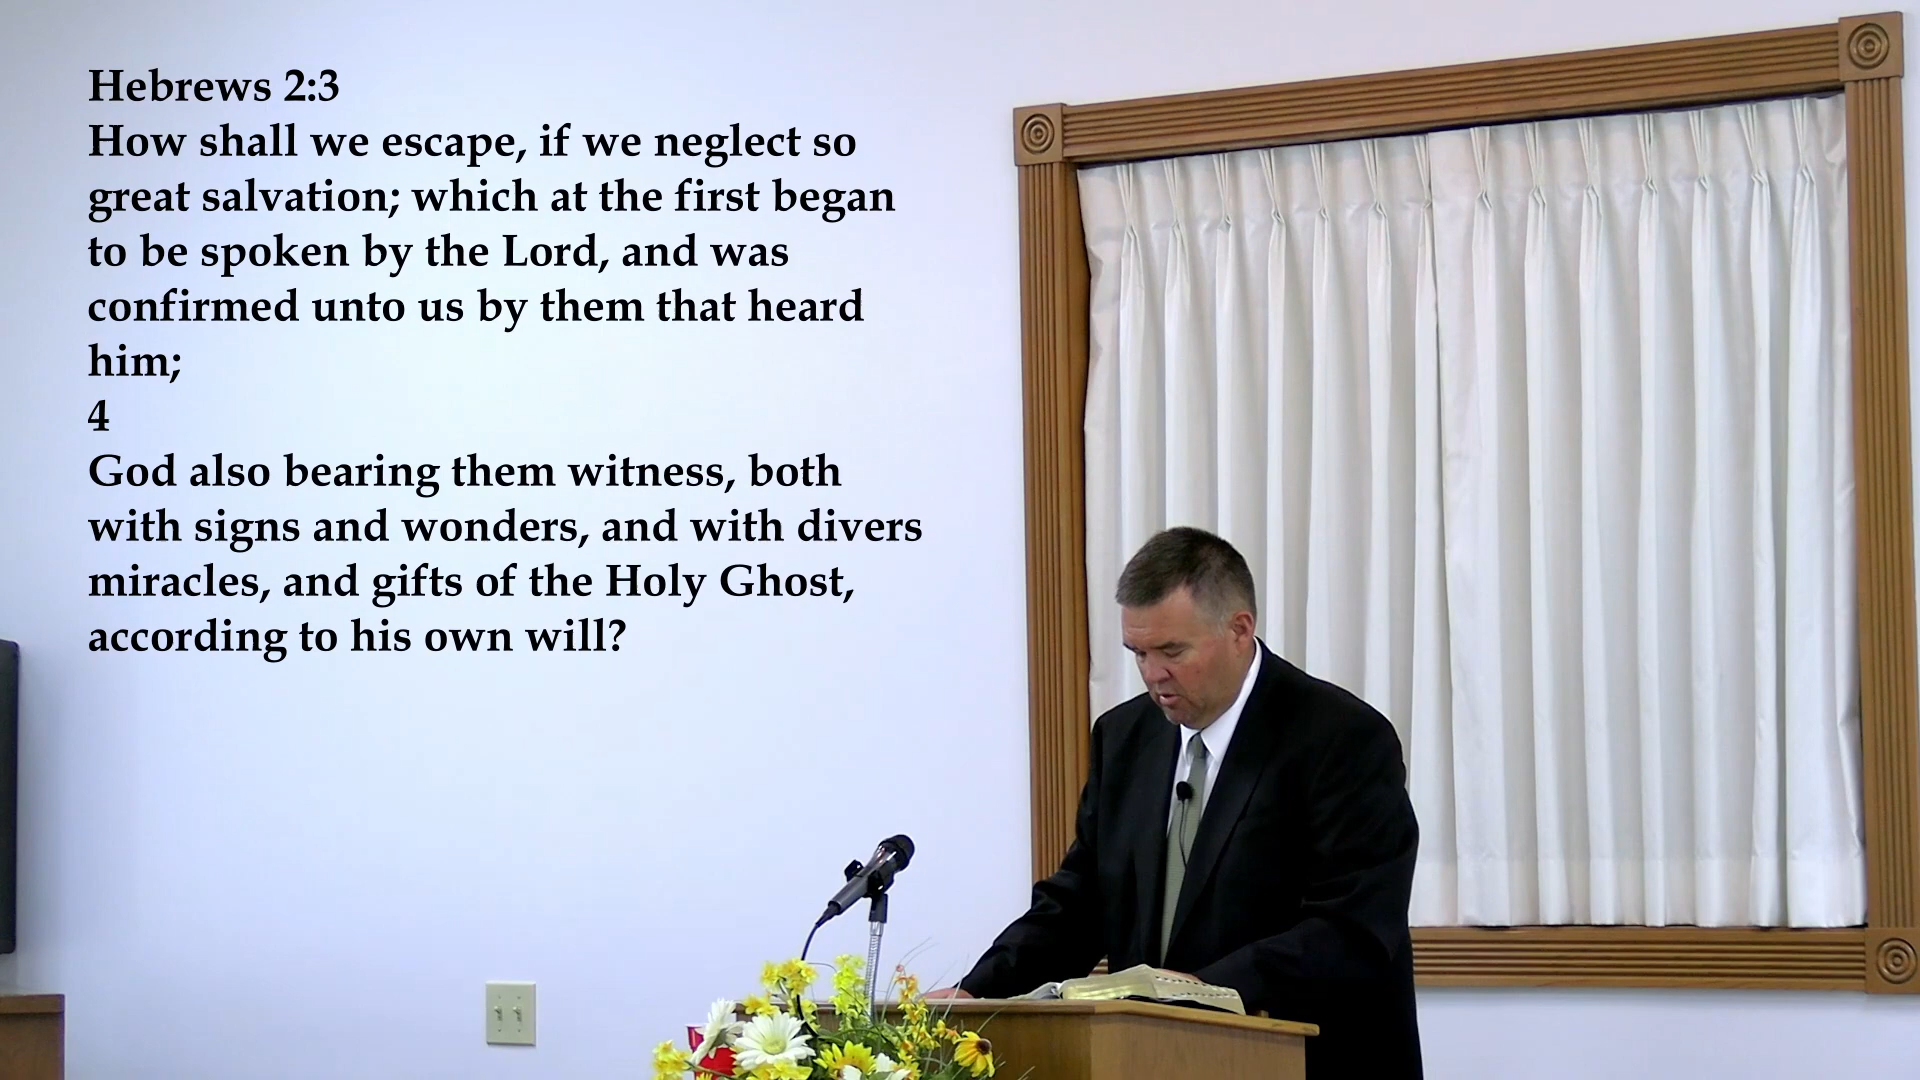 Hebrews 2:3
How shall we escape, if we neglect so
great salvation; which at the first began
to be spoken by the Lord, and was
confirmed unto us by them that heard
him;
4
God also bearing them witness, both
with signs and wonders, and with divers
miracles, and gifts of the Holy Ghost,
according to his own will?